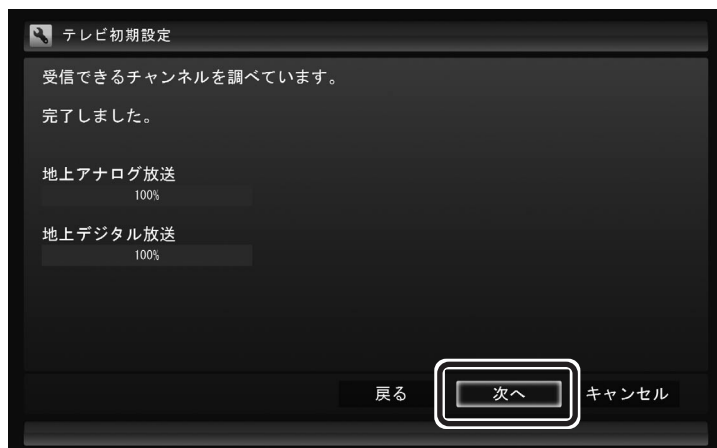 テレビ初期設定
受信できるチャンネルを調べています。
完了しました。
地上アナログ放送
100%
地上デジタル放送
100%
戻る 次へ キャンセル